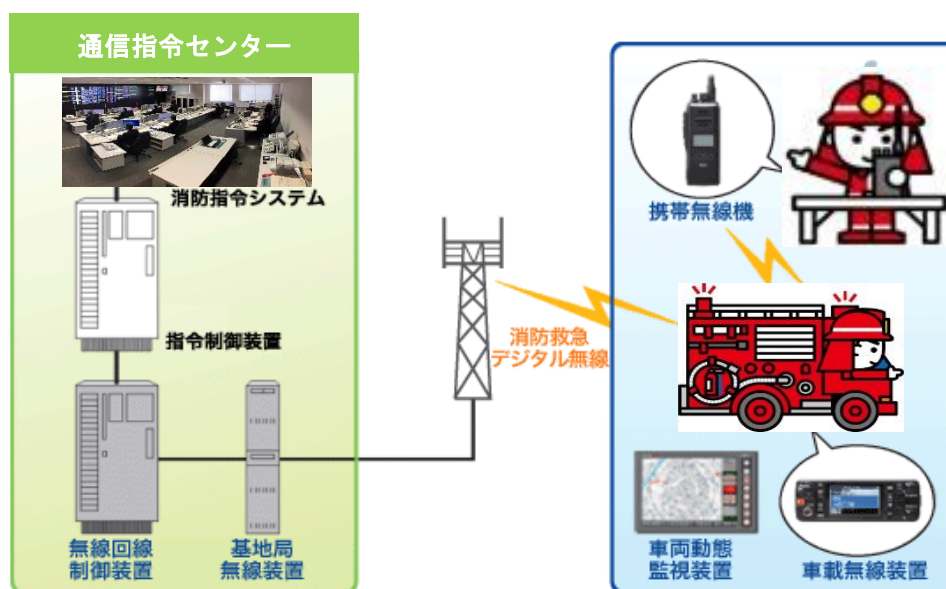 通信指令センター
消防指令システム
指令制御装置
無線回線
制御装置
基地局
無線装置
消防救急
デジタル無線
携帯無線機
車両動態
監視装置
車載無線装置